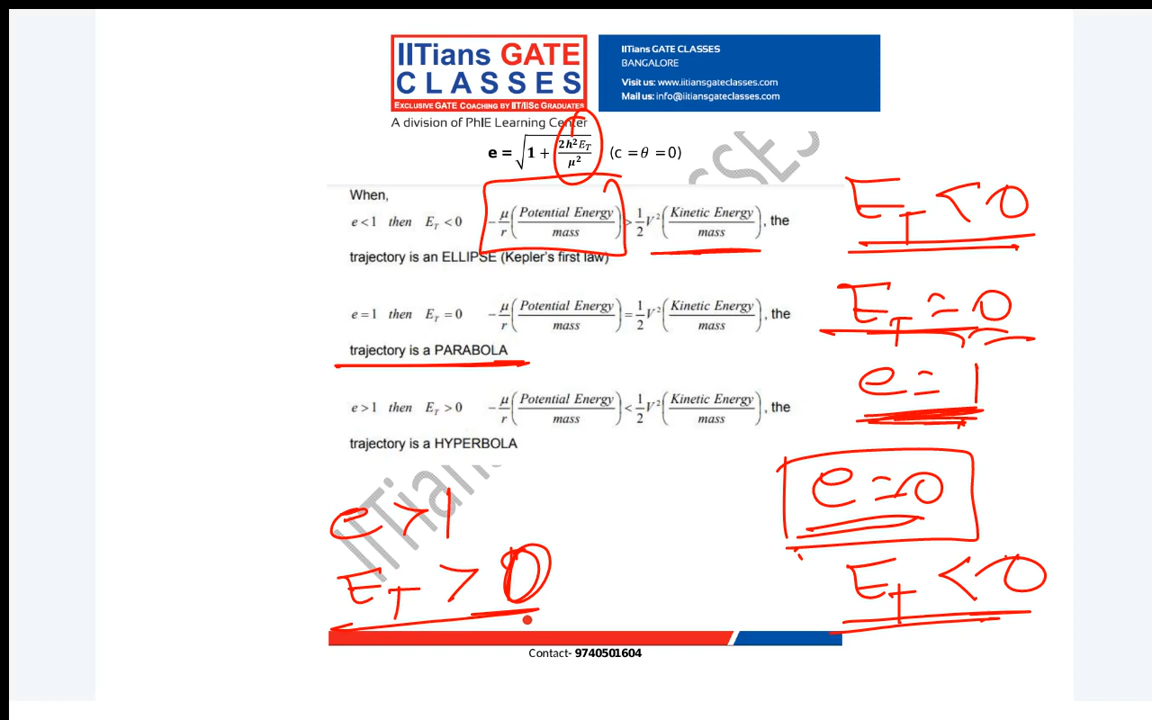 IITians GATE
CLASSES
EXCLUSIVE GATE COACHING BY IIT/IISc GRADUATES
IITians GATE CLASSES
BANGALORE
Visit us: www.iitiansgateclasses.com
Mail us: info@iitiansgateclasses.com
A division of PhIE Learning Center
e = √(1 + 2h²E_T/μ²) (c = θ = 0)
When,
e<1 then E_T<0 -μ/r (Potential Energy/mass) > 1/2 V² (Kinetic Energy/mass), the
trajectory is an ELLIPSE (Kepler's first law)
e=1 then E_T=0 -μ/r (Potential Energy/mass) = 1/2 V² (Kinetic Energy/mass), the
trajectory is a PARABOLA
e>1 then E_T>0 -μ/r (Potential Energy/mass) < 1/2 V² (Kinetic Energy/mass), the
trajectory is a HYPERBOLA
E_T < 0
E_T = 0
e = 1
e = 0
E_T < 0
e > 1
E_T > 0
Contact- 9740501604